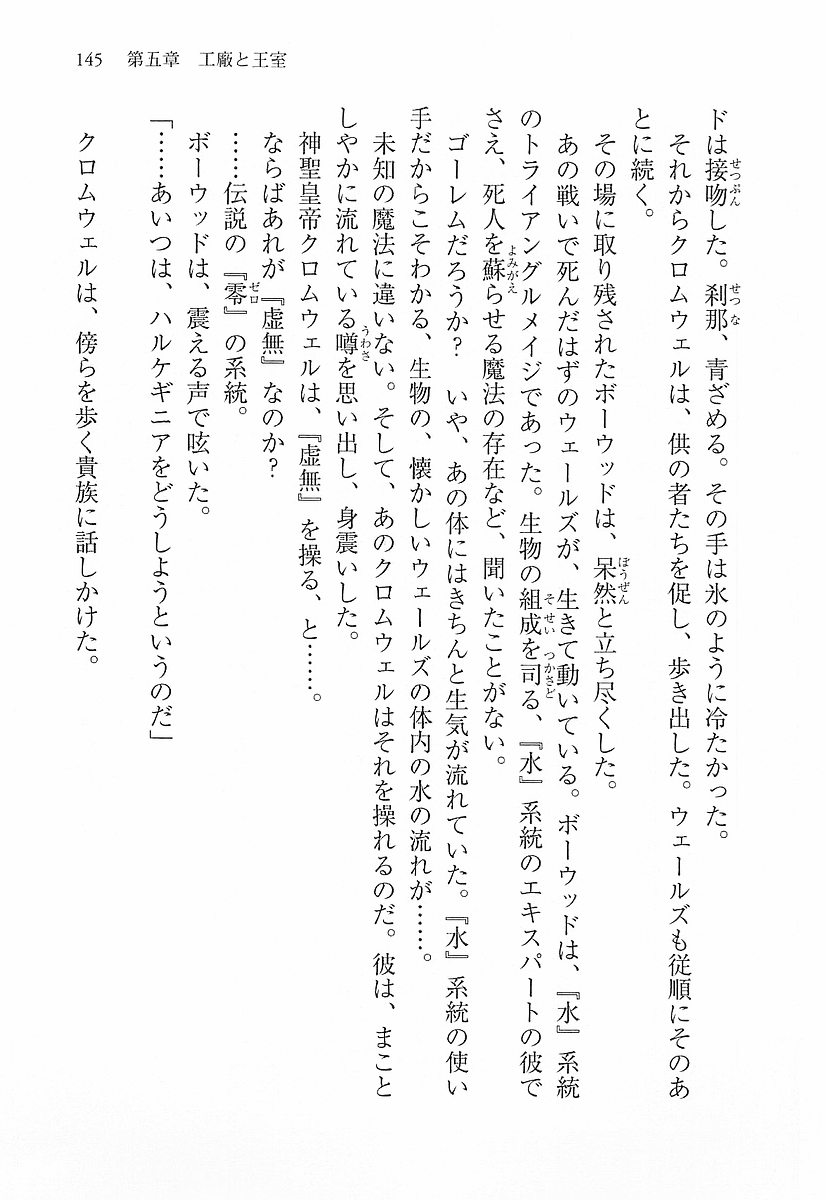 145　第五章　工廠と王室
ドは接吻した。刹那、青ざめる。その手は氷のように冷たかった。
　それからクロムウェルは、供の者たちを促し、歩き出した。ウェールズも従順にそのあ
とに続く。
　その場に取り残されたボーウッドは、呆然と立ち尽くした。
　あの戦いで死んだはずのウェールズが、生きて動いている。ボーウッドは、『水』系統
のトライアングルメイジであった。生物の組成を司る、『水』系統のエキスパートの彼で
さえ、死人を蘇らせる魔法の存在など、聞いたことがない。
　ゴーレムだろうか？　いや、あの体にはきちんと生気が流れていた。『水』系統の使い
手だからこそわかる、生物の、懐かしいウェールズの体内の水の流れが……。
　未知の魔法に違いない。そして、あのクロムウェルはそれを操れるのだ。彼は、まこと
しやかに流れている噂を思い出し、身震いした。
　神聖皇帝クロムウェルは、『虚無』を操る、と……。
　ならばあれが『虚無』なのか？
　……伝説の『零』の系統。
　ボーウッドは、震える声で呟いた。
「……あいつは、ハルケギニアをどうしようというのだ」
　クロムウェルは、傍らを歩く貴族に話しかけた。